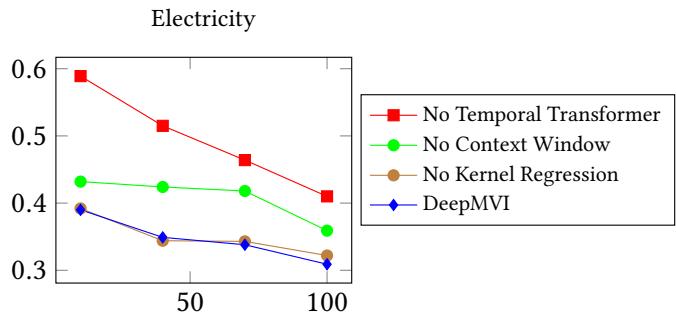 Electricity
0.6
0.5
0.4
0.3
50
100
No Temporal Transformer
No Context Window
No Kernel Regression
DeepMVI